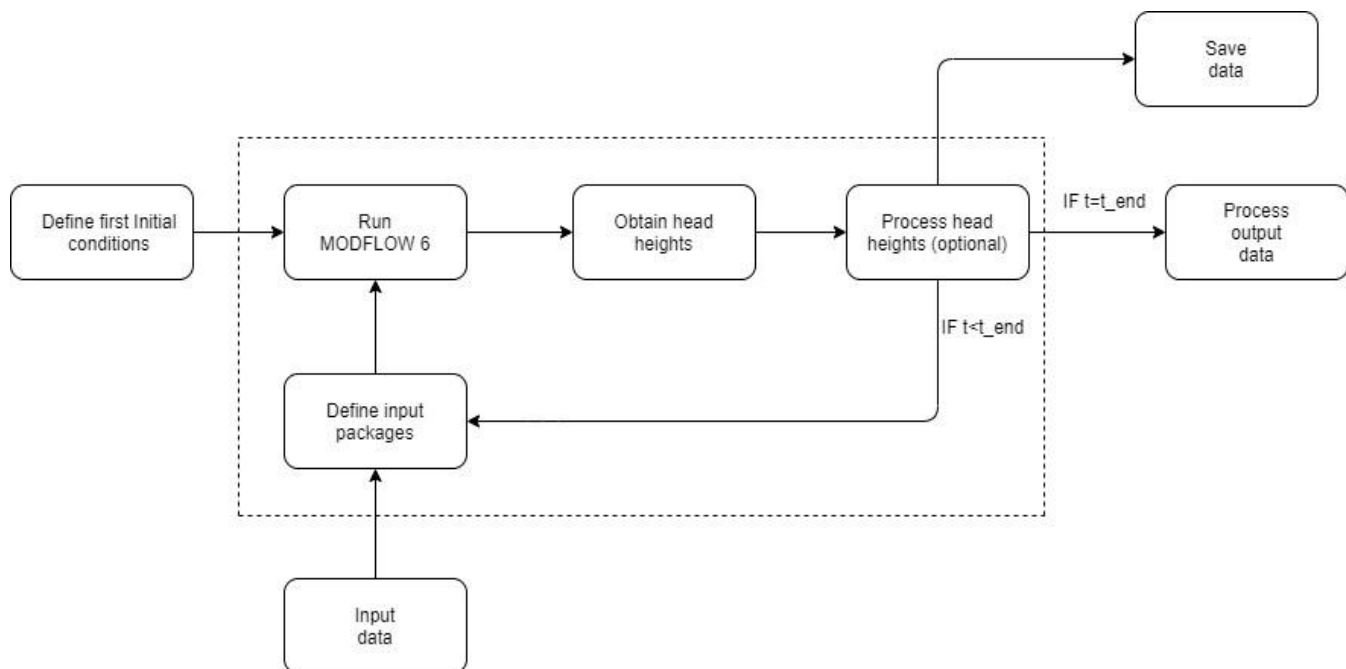 Save
data
Define first Initial
conditions
Run
MODFLOW 6
Obtain head
heights
Process head
heights (optional)
IF t=t_end
Process
output
data
IF t<t_end
Define input
packages
Input
data